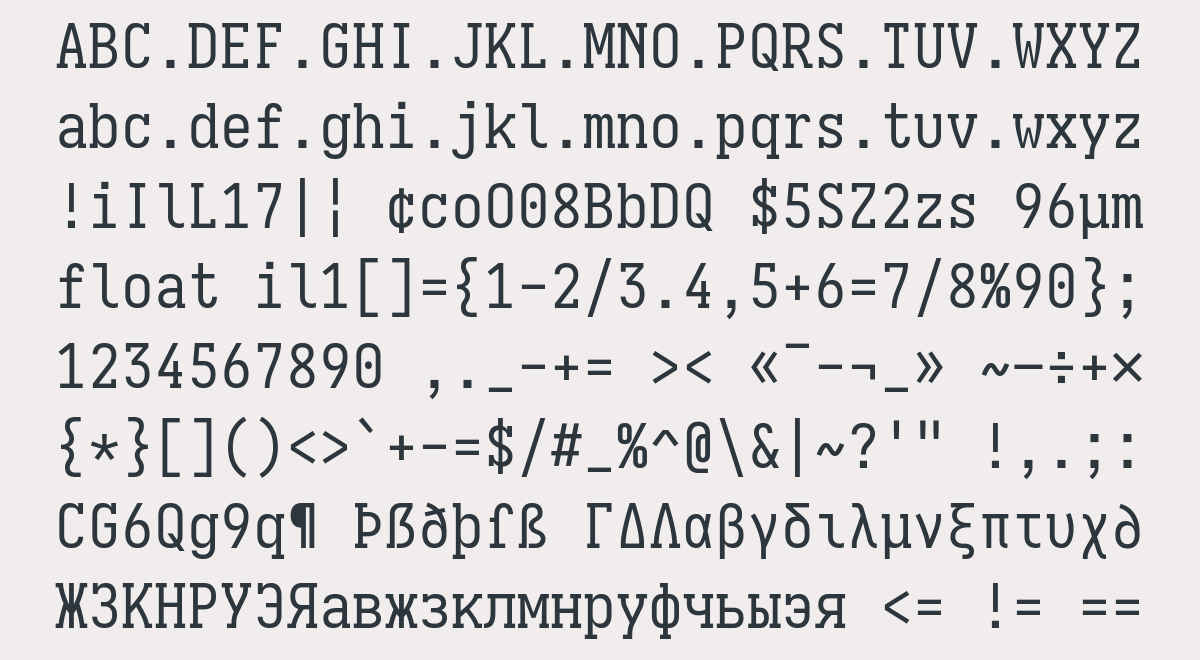 ABC.DEF.GHI.JKL.MNO.PQRS.TUV.WXYZ
abc.def.ghi.jkl.mno.pqrs.tuv.wxyz
!iIlL17|¦ ¢coO08BbDQ $5SZ2zs 96µm
float il1[]={1-2/3.4,5+6=7/8%90};
1234567890 ,._-+= >< «¯-¬_» ~–÷+×
{*}[]()<>`+-=$/#_%^@\&|~?'" !,.;:
CG6Qg9q¶ Þẞðþſß ΓΔΛαβγδιλμνξπτυχ∂
ЖЗКНРУЭЯавжзклмнруфчьыэя <= != ==